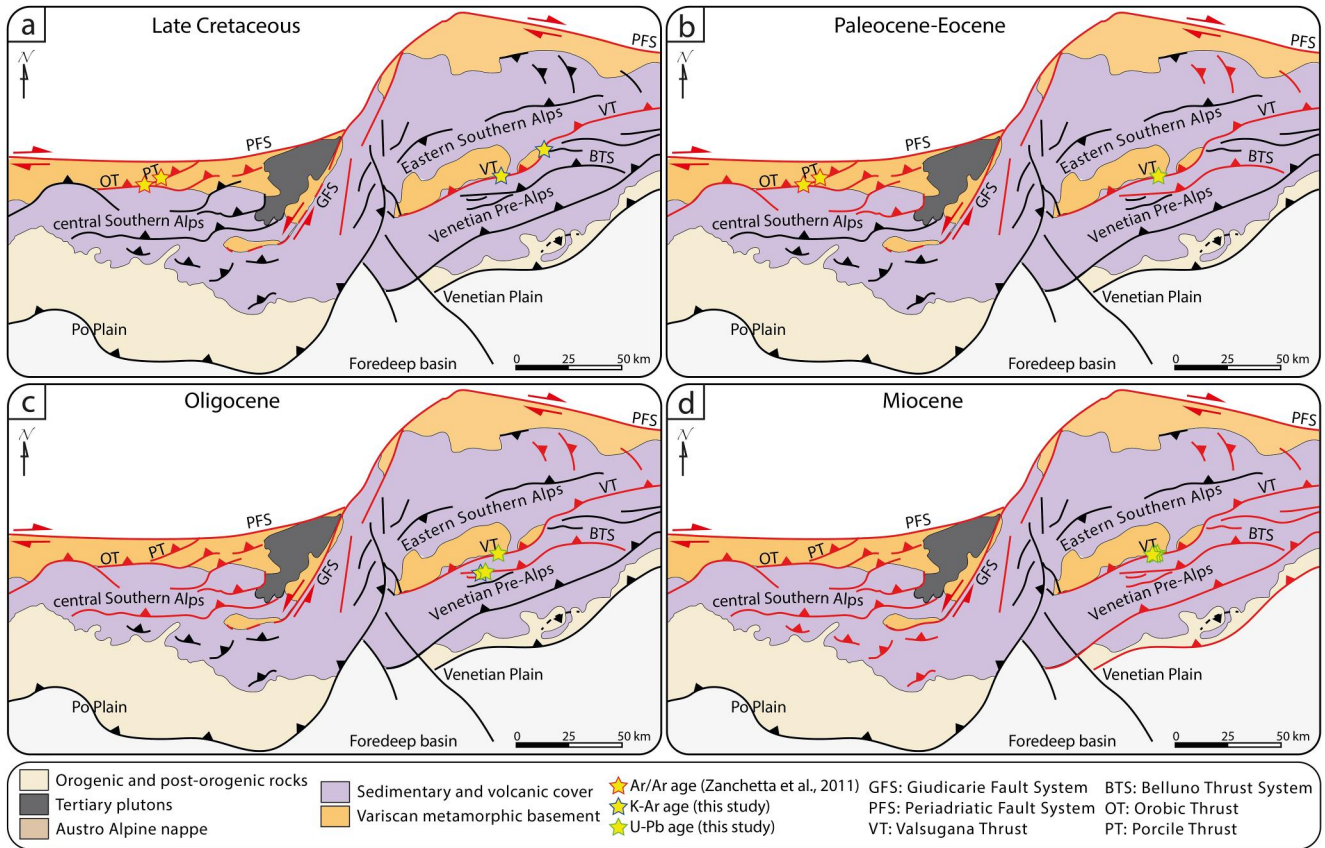 a
Late Cretaceous
N
PFS
PFS
OT
PT
GFS
VT
VT
BTS
Eastern Southern Alps
central Southern Alps
Venetian Pre-Alps
Venetian Plain
Po Plain
Foredeep basin
0 25 50 km
b
Paleocene-Eocene
N
PFS
PFS
OT
PT
GFS
VT
VT
BTS
Eastern Southern Alps
central Southern Alps
Venetian Pre-Alps
Venetian Plain
Po Plain
Foredeep basin
0 25 50 km
c
Oligocene
N
PFS
PFS
OT
PT
GFS
VT
VT
BTS
Eastern Southern Alps
central Southern Alps
Venetian Pre-Alps
Venetian Plain
Po Plain
Foredeep basin
0 25 50 km
d
Miocene
N
PFS
PFS
OT
PT
GFS
VT
VT
BTS
Eastern Southern Alps
central Southern Alps
Venetian Pre-Alps
Venetian Plain
Po Plain
Foredeep basin
0 25 50 km
Orogenic and post-orogenic rocks
Tertiary plutons
Austro Alpine nappe
Sedimentary and volcanic cover
Variscan metamorphic basement
Ar/Ar age (Zanchetta et al., 2011)
K-Ar age (this study)
U-Pb age (this study)
GFS: Giudicarie Fault System
PFS: Periadriatic Fault System
VT: Valsugana Thrust
BTS: Belluno Thrust System
OT: Orobic Thrust
PT: Porcile Thrust